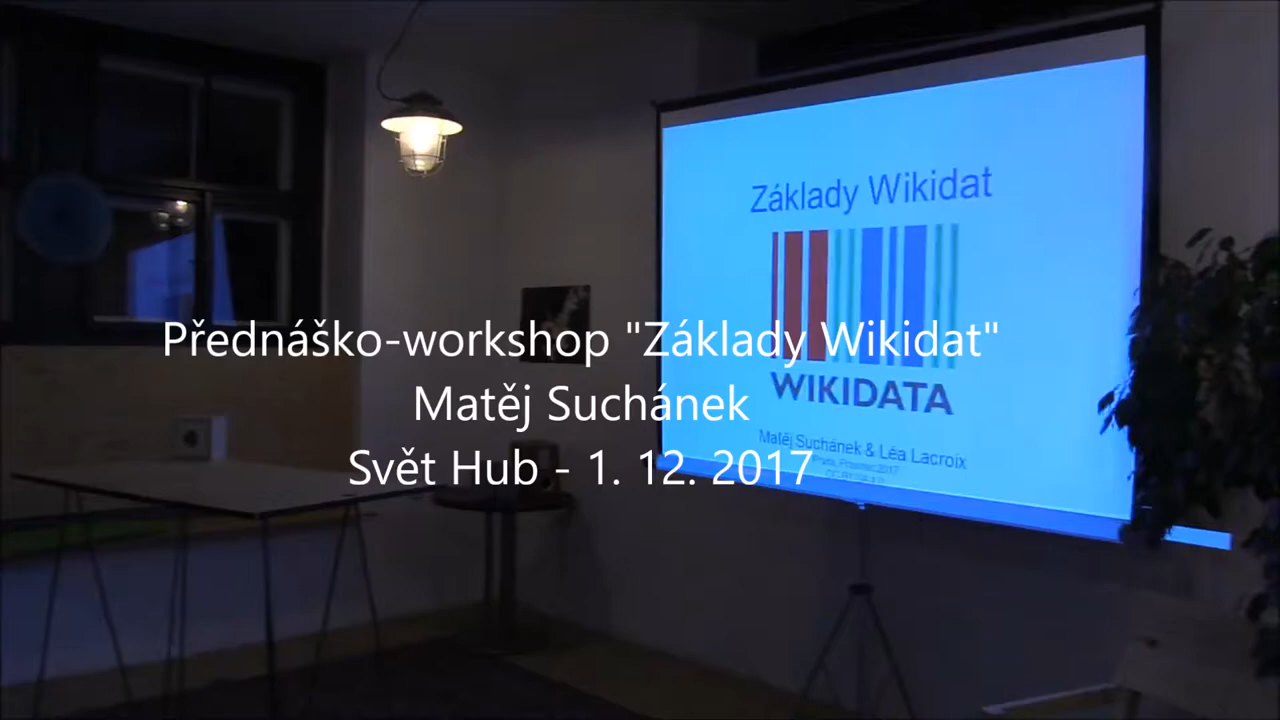 Základy Wikidat
WIKIDATA
Matěj Suchánek & Léa Lacroix
Přednáško-workshop "Základy Wikidat"
Matěj Suchánek
Svět Hub - 1. 12. 2017